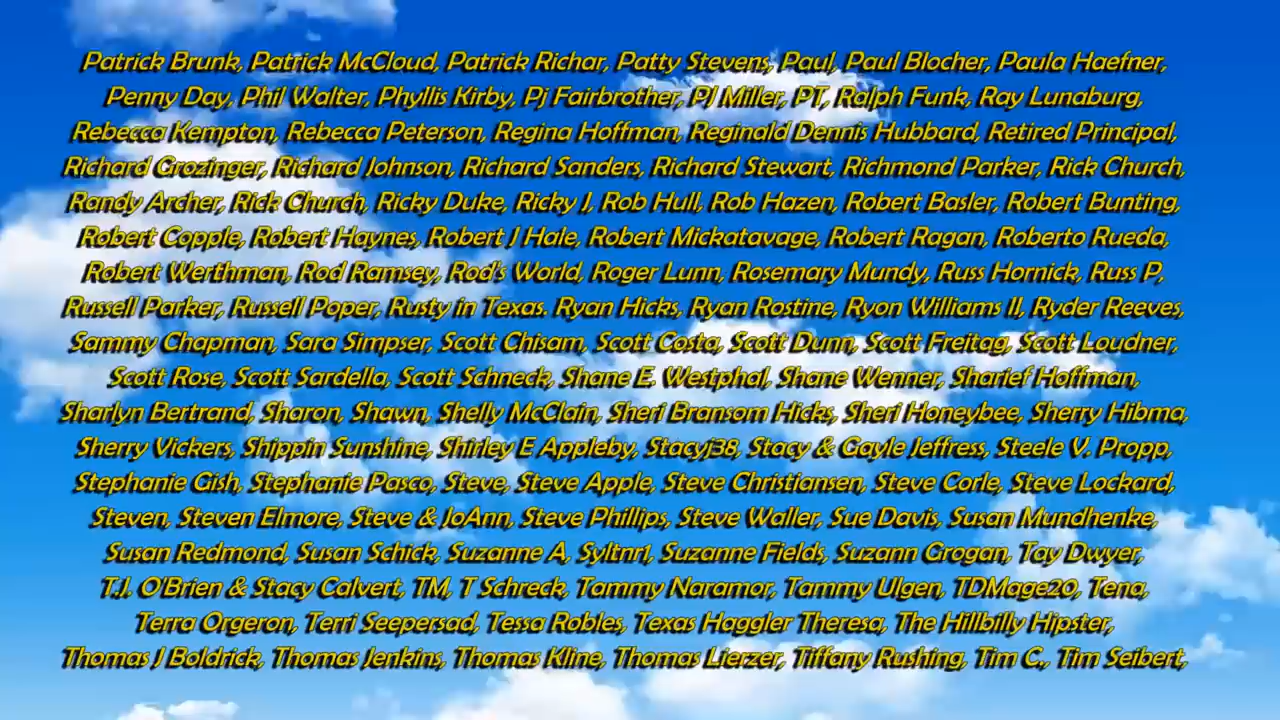 Patrick Brunk, Patrick McCloud, Patrick Richar, Patty Stevens, Paul, Paul Blocher, Paula Haefner,
Penny Day, Phil Walter, Phyllis Kirby, Pj Fairbrother, PJ Miller, PT, Ralph Funk, Ray Lunaburg,
Rebecca Kempton, Rebecca Peterson, Regina Hoffman, Reginald Dennis Hubbard, Retired Principal,
Richard Grozinger, Richard Johnson, Richard Sanders, Richard Stewart, Richmond Parker, Rick Church,
Randy Archer, Rick Church, Ricky Duke, Ricky J, Rob Hull, Rob Hazen, Robert Basler, Robert Bunting,
Robert Copple, Robert Haynes, Robert J Hale, Robert Mickatavage, Robert Ragan, Roberto Rueda,
Robert Werthman, Rod Ramsey, Rod's World, Roger Lunn, Rosemary Mundy, Russ Hornick, Russ P,
Russell Parker, Russell Poper, Rusty in Texas. Ryan Hicks, Ryan Rostine, Ryon Williams II, Ryder Reeves,
Sammy Chapman, Sara Simpser, Scott Chisam, Scott Costa, Scott Dunn, Scott Freitag, Scott Loudner,
Scott Rose, Scott Sardella, Scott Schneck, Shane E. Westphal, Shane Wenner, Sharief Hoffman,
Sharlyn Bertrand, Sharon, Shawn, Shelly McClain, Sheri Bransom Hicks, Sheri Honeybee, Sherry Hibma,
Sherry Vickers, Shippin Sunshine, Shirley E Appleby, Stacyj38, Stacy & Gayle Jeffress, Steele V. Propp,
Stephanie Gish, Stephanie Pasco, Steve, Steve Apple, Steve Christiansen, Steve Corle, Steve Lockard,
Steven, Steven Elmore, Steve & JoAnn, Steve Phillips, Steve Waller, Sue Davis, Susan Mundhenke,
Susan Redmond, Susan Schick, Suzanne A, Syltnr1, Suzanne Fields, Suzann Grogan, Tay Dwyer,
T.J. O'Brien & Stacy Calvert, TM, T Schreck, Tammy Naramor, Tammy Ulgen, TDMage20, Tena,
Terra Orgeron, Terri Seepersad, Tessa Robles, Texas Haggler Theresa, The Hillbilly Hipster,
Thomas J Boldrick, Thomas Jenkins, Thomas Kline, Thomas Lierzer, Tiffany Rushing, Tim C., Tim Seibert,